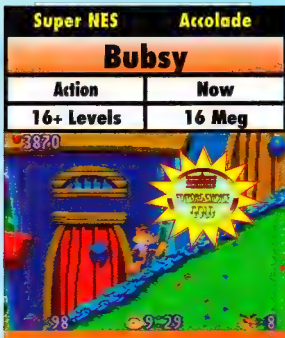 Super NES Accolade
Bubsy
Action Now
16+ Levels 16 Meg
3870
98 9:29 8